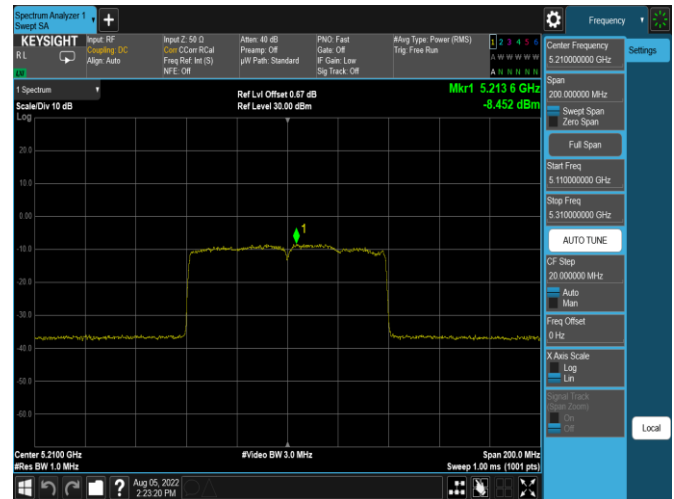 Spectrum Analyzer 1
Swept SA
Frequency
KEYSIGHT
R L
Input: RF
Coupling: DC
Align: Auto
Input Z: 50 Ω
Corr CCorr RCal
Freq Ref: Int (S)
NFE: Off
Atten: 40 dB
Preamp: Off
µW Path: Standard
PNO: Fast
Gate: Off
IF Gain: Low
Sig Track: Off
#Avg Type: Power (RMS)
Trig: Free Run
1 2 3 4 5 6
A W W W W W
A N N N N N
1 Spectrum
Scale/Div 10 dB
Log
Ref Lvl Offset 0.67 dB
Ref Level 30.00 dBm
Mkr1 5.213 6 GHz
-8.452 dBm
20.0
10.0
0.00
-10.0
-20.0
-30.0
-40.0
-50.0
-60.0
1
Center 5.2100 GHz
#Res BW 1.0 MHz
#Video BW 3.0 MHz
Span 200.0 MHz
Sweep 1.00 ms (1001 pts)
Aug 05, 2022
2:23:20 PM
Center Frequency
5.210000000 GHz
Settings
Span
200.000000 MHz
Swept Span
Zero Span
Full Span
Start Freq
5.110000000 GHz
Stop Freq
5.310000000 GHz
AUTO TUNE
CF Step
20.000000 MHz
Auto
Man
Freq Offset
0 Hz
X Axis Scale
Log
Lin
Signal Track
(Span Zoom)
On
Off
Local